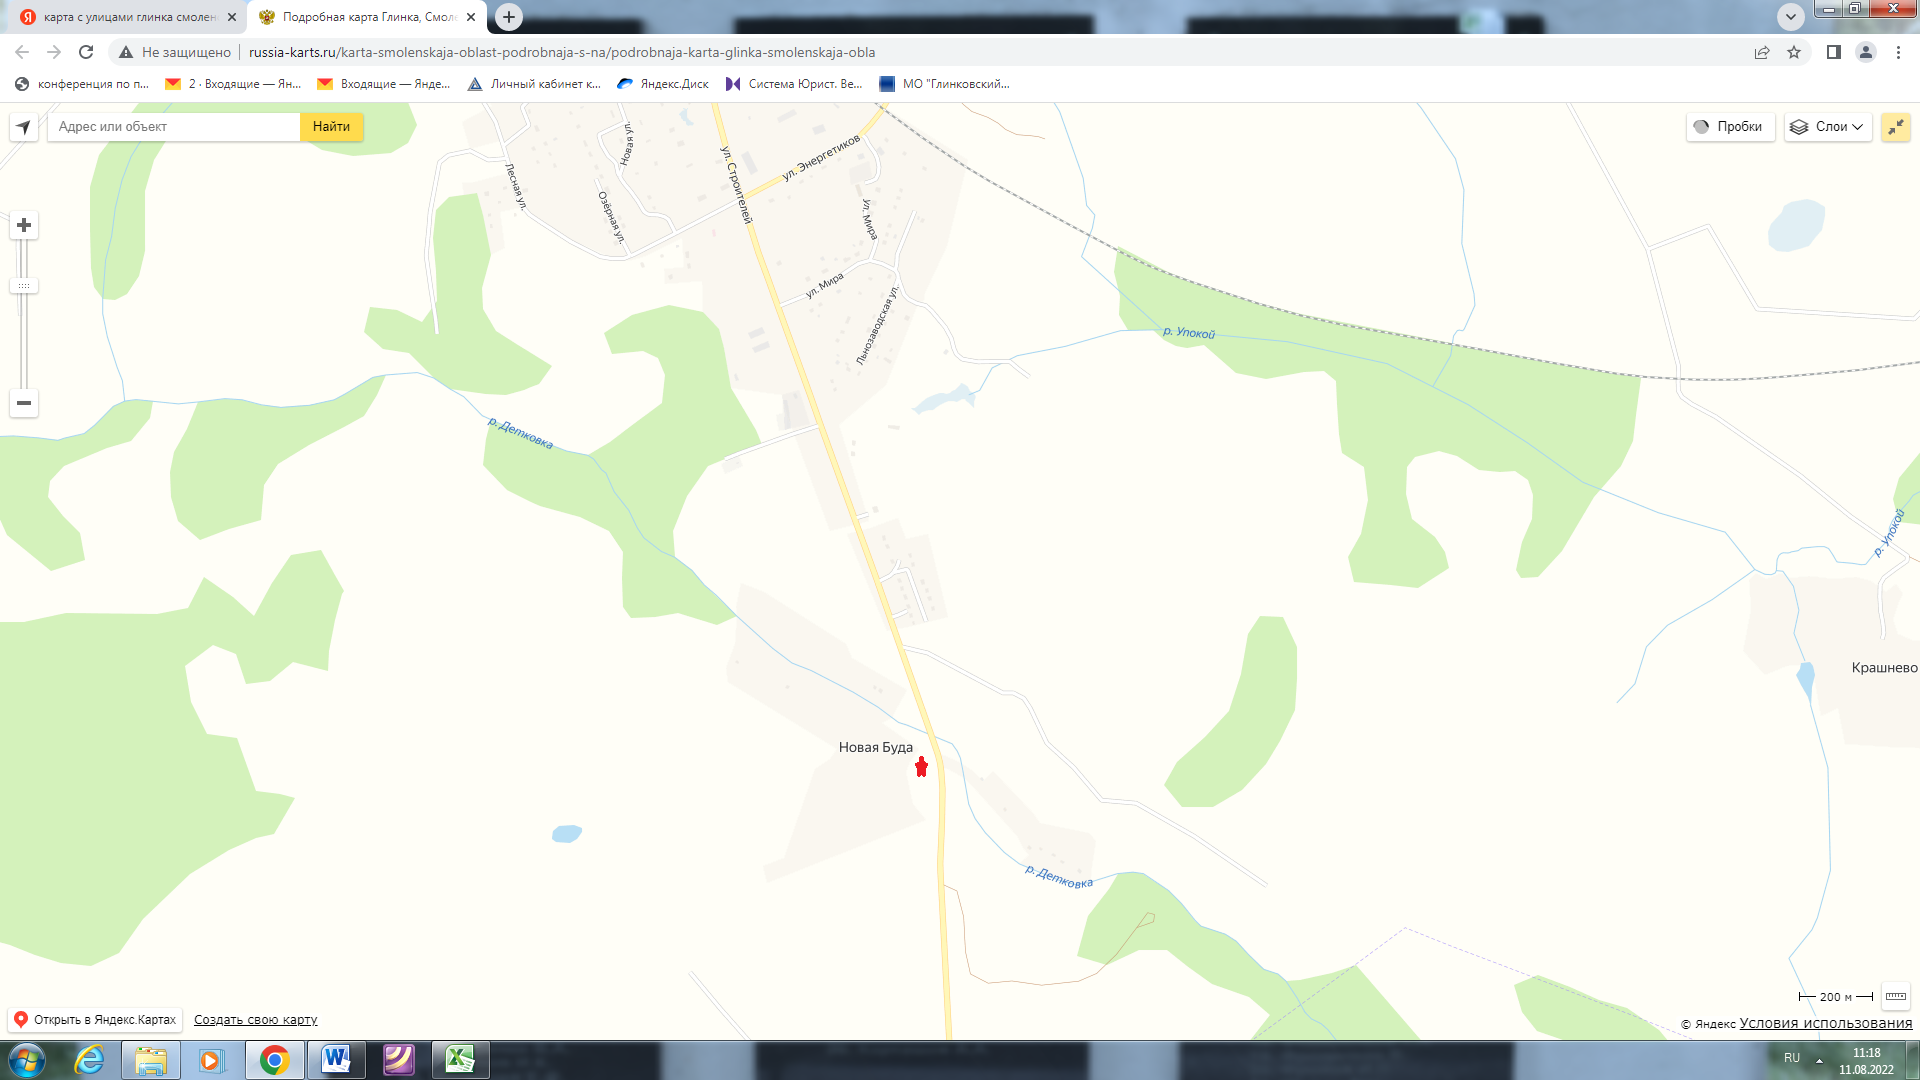 карта с улицами глинка смолен
Подробная карта Глинка, Смоле
Не защищено
russia-karts.ru/karta-smolenskaja-oblast-podrobnaja-s-na/podrobnaja-karta-glinka-smolenskaja-obla
конференция по п...
2 · Входящие — Ян...
Входящие — Яндe...
Личный кабинет к...
Яндекс.Диск
Система Юрист. Ве...
МО "Глинковский...
Адрес или объект
Найти
Пробки
Слои
Новая ул.
ул. Строителей
ул. Энергетиков
Лесная ул.
Озёрная ул.
ул. Мира
ул. Мира
Льнозаводская ул.
р. Упокой
р. Детковка
р. Упокой
Крашнево
Новая Буда
р. Детковка
200 м
Открыть в Яндекс.Картах
Создать свою карту
© Яндекс Условия использования
RU
11:18
11.08.2022